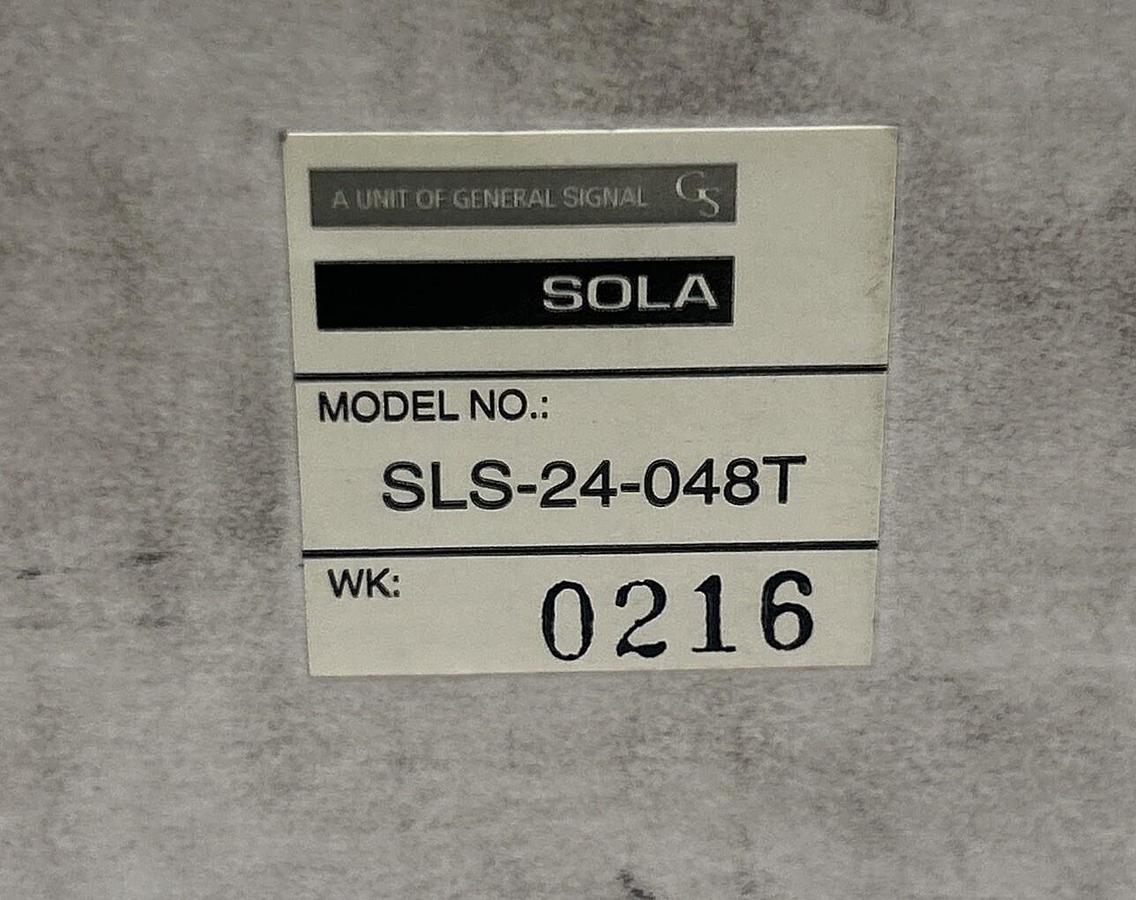 A UNIT OF GENERAL SIGNAL GS
SOLA
MODEL NO.:
SLS-24-048T
WK: 0216